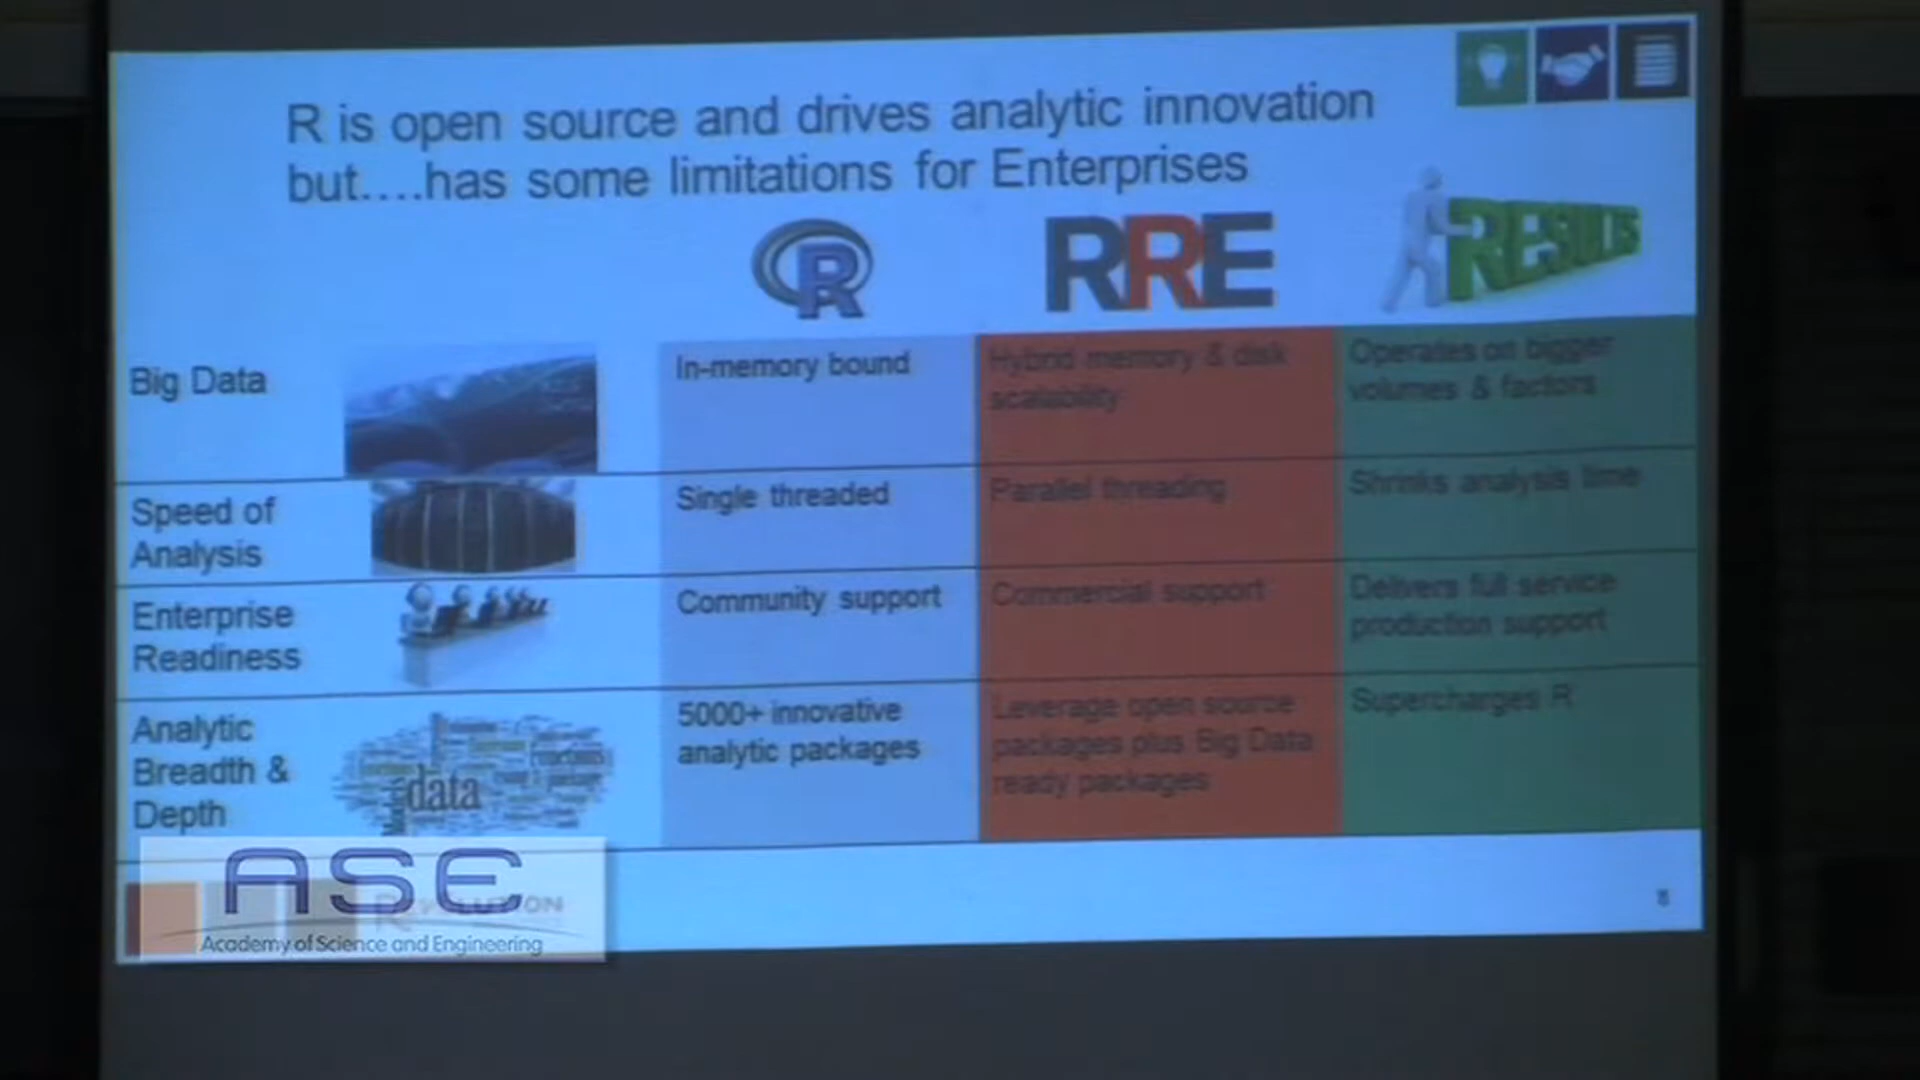 R is open source and drives analytic innovation
but....has some limitations for Enterprises
R
RRE
RESULTS
Big Data
In-memory bound
Hybrid memory & disk
scalability
Operates on bigger
volumes & factors
Speed of
Analysis
Single threaded
Parallel threading
Shrinks analysis time
Enterprise
Readiness
Community support
Commercial support
Delivers full service
production support
Analytic
Breadth &
Depth
data
5000+ innovative
analytic packages
Leverage open source
packages plus Big Data
ready packages
Supercharges R
ASE
Academy of Science and Engineering
REVOLUTION